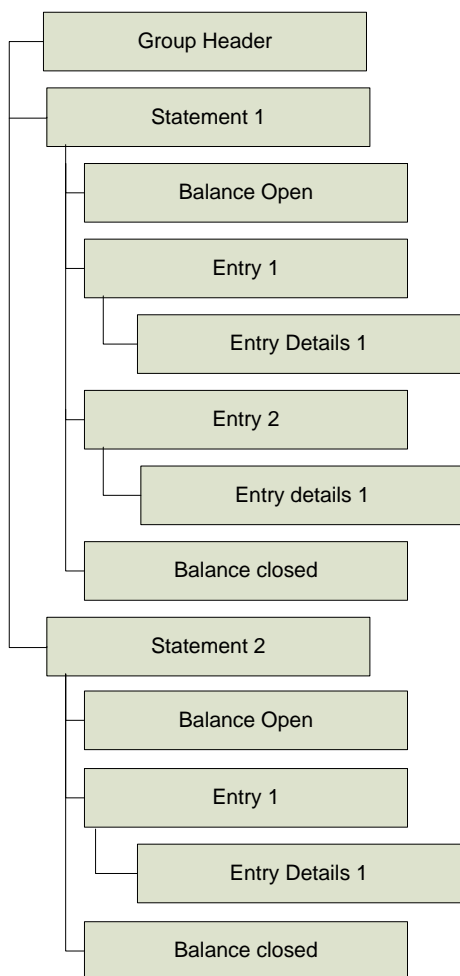 Group Header
Statement 1
Balance Open
Entry 1
Entry Details 1
Entry 2
Entry details 1
Balance closed
Statement 2
Balance Open
Entry 1
Entry Details 1
Balance closed